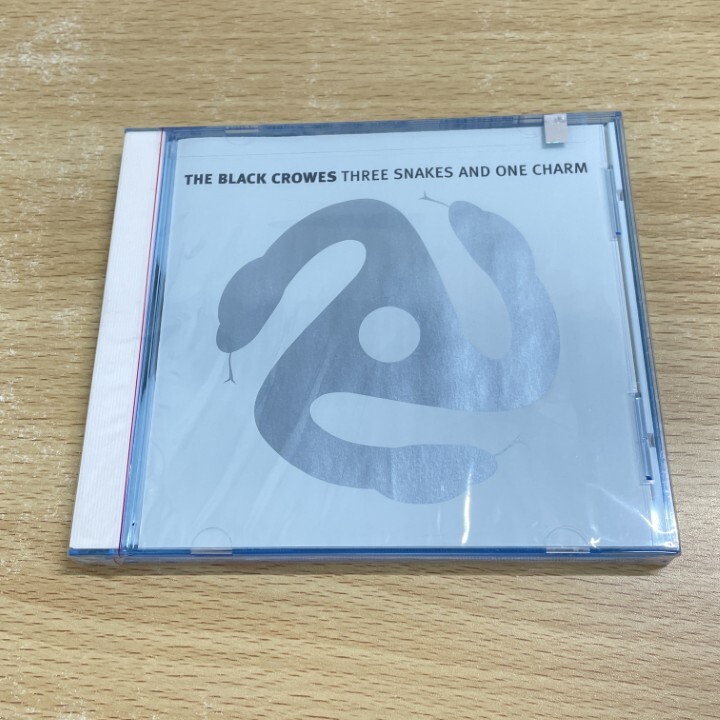 THE BLACK CROWES THREE SNAKES AND ONE CHARM